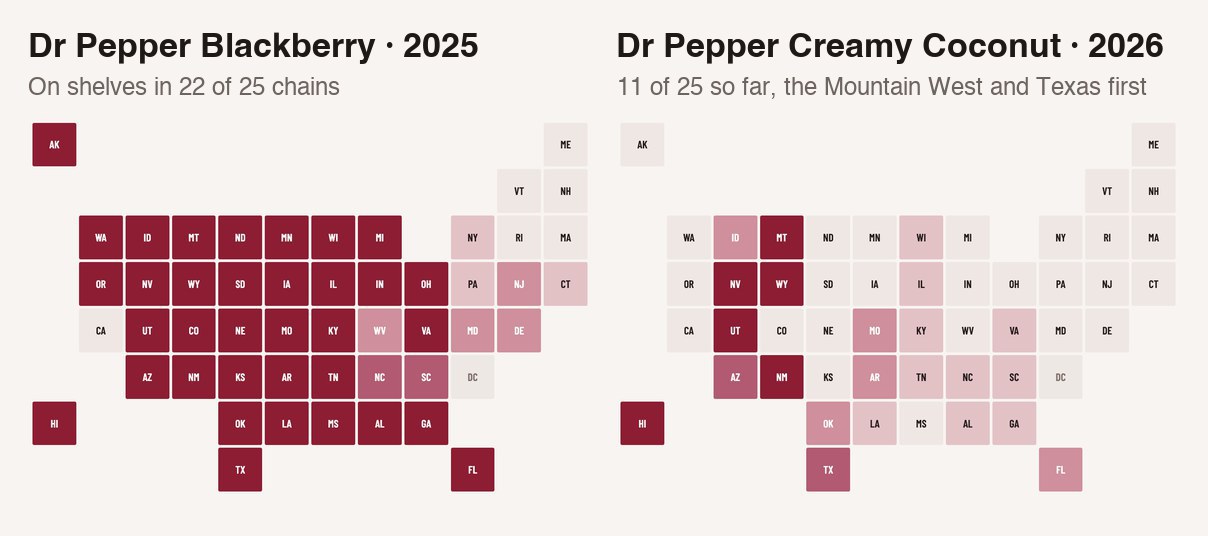 Dr Pepper Blackberry · 2025
On shelves in 22 of 25 chains
AK ME
VT NH
WA ID MT ND MN WI MI NY RI MA
OR NV WY SD IA IL IN OH PA NJ CT
CA UT CO NE MO KY WV VA MD DE
AZ NM KS AR TN NC SC DC
HI OK LA MS AL GA
TX FL
Dr Pepper Creamy Coconut · 2026
11 of 25 so far, the Mountain West and Texas first
AK ME
VT NH
WA ID MT ND MN WI MI NY RI MA
OR NV WY SD IA IL IN OH PA NJ CT
CA UT CO NE MO KY WV VA MD DE
AZ NM KS AR TN NC SC DC
HI OK LA MS AL GA
TX FL